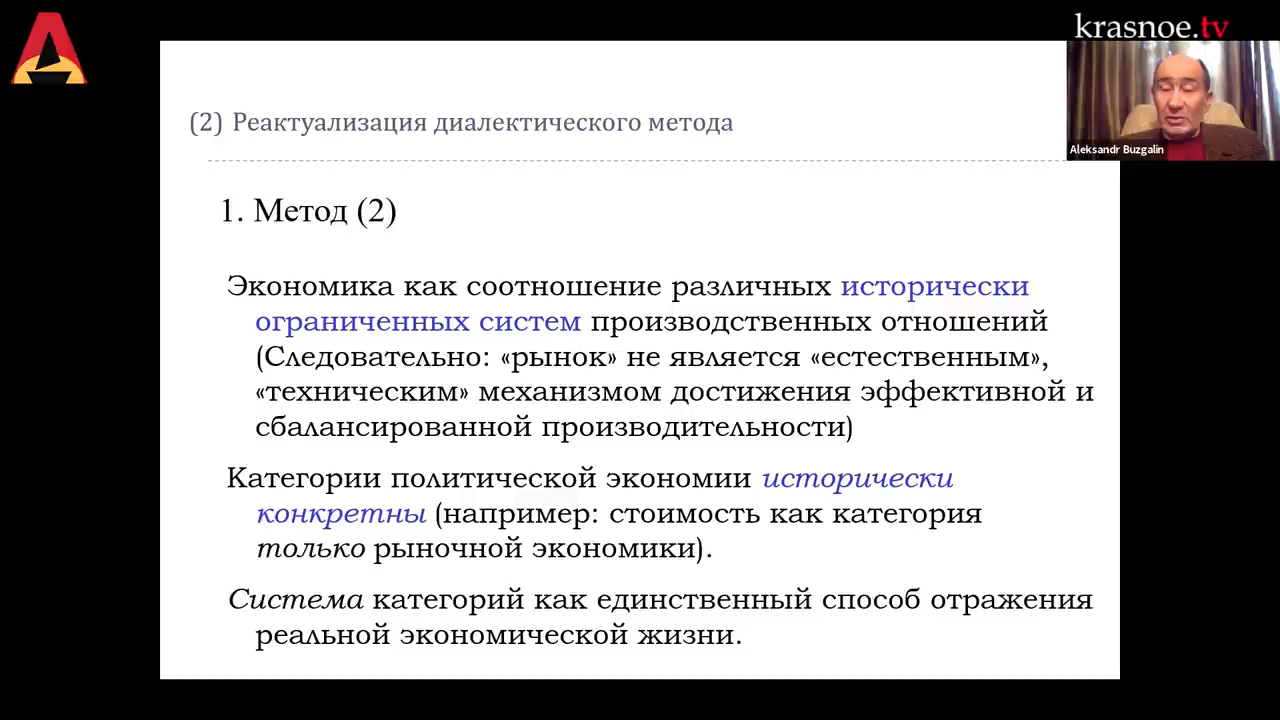 krasnoe.tv
Aleksandr Buzgalin
(2) Реактуализация диалектического метода
1. Метод (2)
Экономика как соотношение различных исторически
ограниченных систем производственных отношений
(Следовательно: «рынок» не является «естественным»,
«техническим» механизмом достижения эффективной и
сбалансированной производительности)
Категории политической экономии исторически
конкретны (например: стоимость как категория
только рыночной экономики).
Система категорий как единственный способ отражения
реальной экономической жизни.